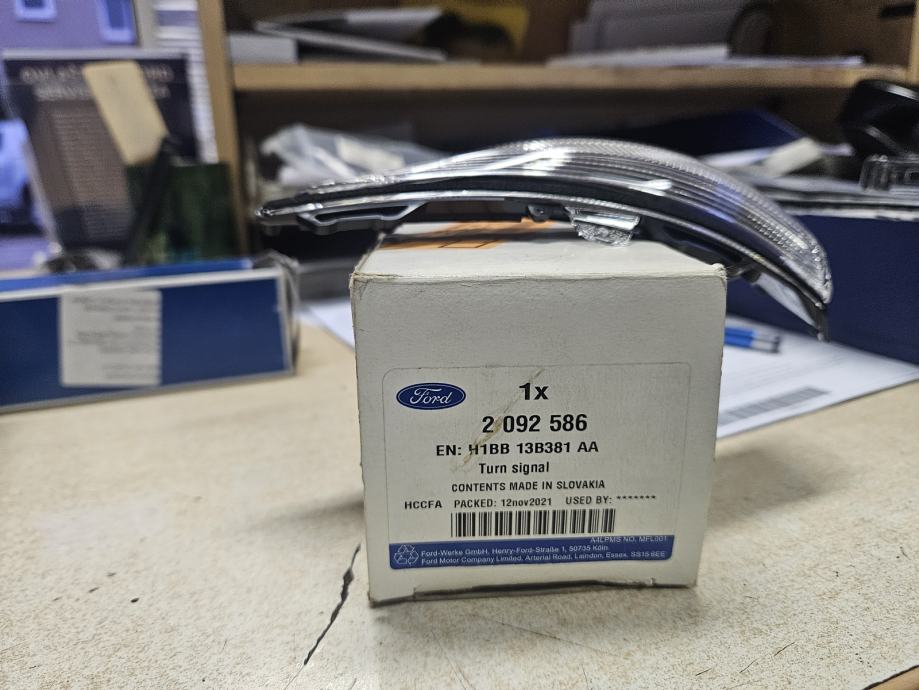 Ford
1x
2 092 586
EN: H1BB 13B381 AA
Turn signal
CONTENTS MADE IN SLOVAKIA
HCCFA PACKED: 12nov2021 USED BY: *******
A4LPMS NO. MFL001
Ford-Werke GmbH, Henry-Ford-Straße 1, 50735 Köln
Ford Motor Company Limited, Arterial Road, Laindon, Essex, SS15 6EE